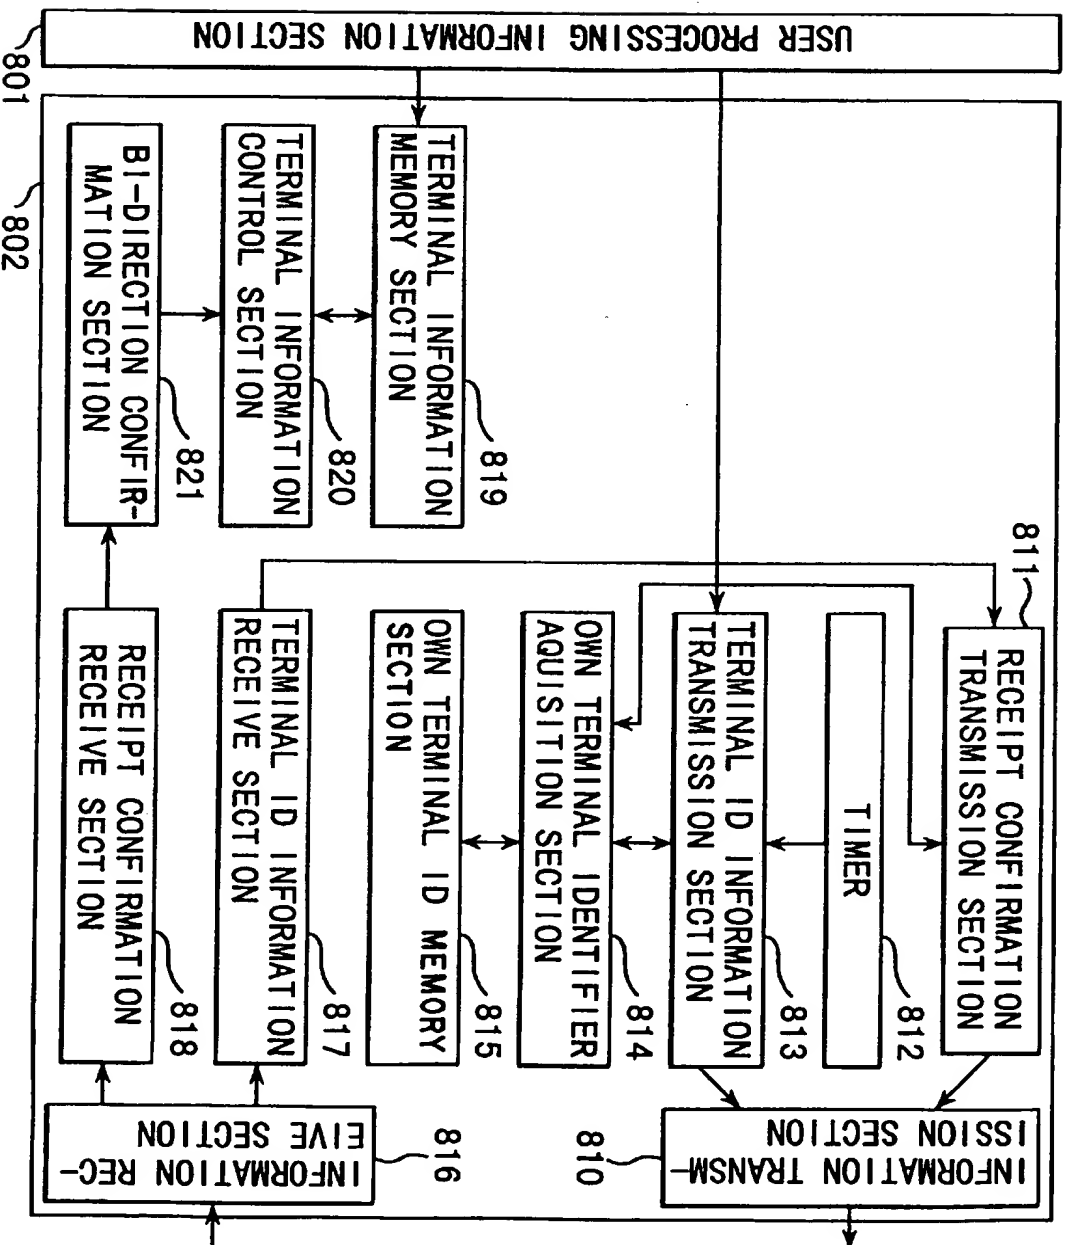 USER PROCESSING INFORMATION SECTION
801
802
RECEIPT CONFIRMATION
TRANSMISSION SECTION
811
TIMER
812
TERMINAL ID INFORMATION
TRANSMISSION SECTION
813
OWN TERMINAL IDENTIFIER
AQUISITION SECTION
814
OWN TERMINAL ID MEMORY
SECTION
815
TERMINAL ID INFORMATION
RECEIVE SECTION
817
RECEIPT CONFIRMATION
RECEIVE SECTION
818
TERMINAL INFORMATION
MEMORY SECTION
819
TERMINAL INFORMATION
CONTROL SECTION
820
BI-DIRECTION CONFIR-
MATION SECTION
821
INFORMATION TRANSM-
ISSION SECTION
810
INFORMATION REC-
EIVE SECTION
816